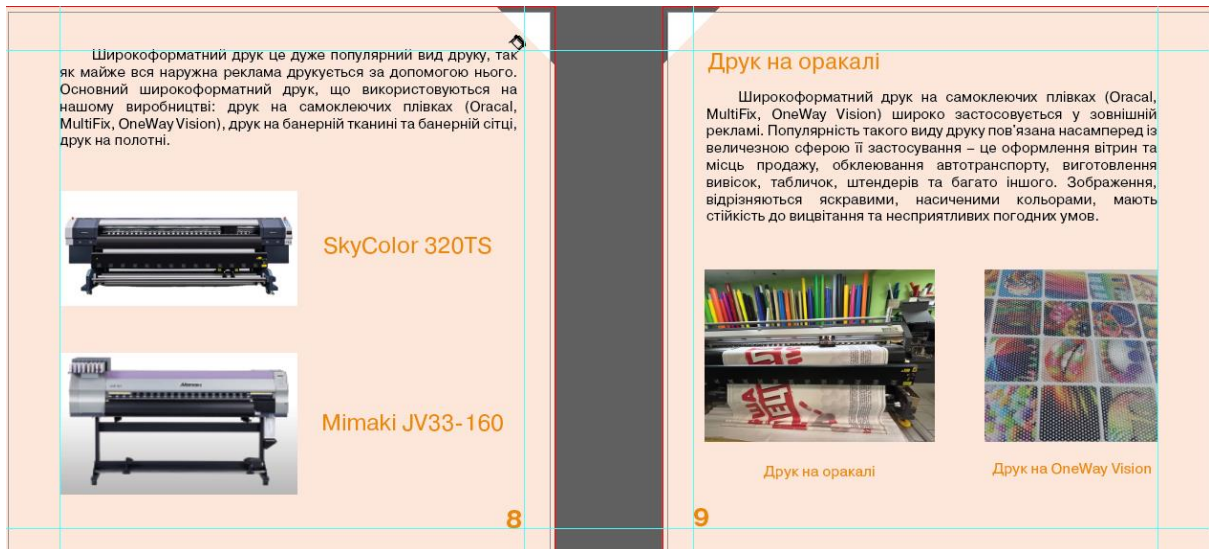 Широкоформатний друк це дуже популярний вид друку, так
як майже вся наружна реклама друкується за допомогою нього.
Основний широкоформатний друк, що використовуються на
нашому виробництві: друк на самоклеючих плівках (Oracal,
MultiFix, OneWay Vision), друк на банерній тканині та банерній сітці,
друк на полотні.
SkyColor 320TS
Mimaki JV33-160
8
Друк на оракалі
Широкоформатний друк на самоклеючих плівках (Oracal,
MultiFix, OneWay Vision) широко застосовується у зовнішній
рекламі. Популярність такого виду друку пов'язана насамперед із
величезною сферою її застосування – це оформлення вітрин та
місць продажу, обклеювання автотранспорту, виготовлення
вивісок, табличок, штендерів та багато іншого. Зображення,
відрізняються яскравими, насиченими кольорами, мають
стійкість до вицвітання та несприятливих погодних умов.
Друк на оракалі
Друк на OneWay Vision
9